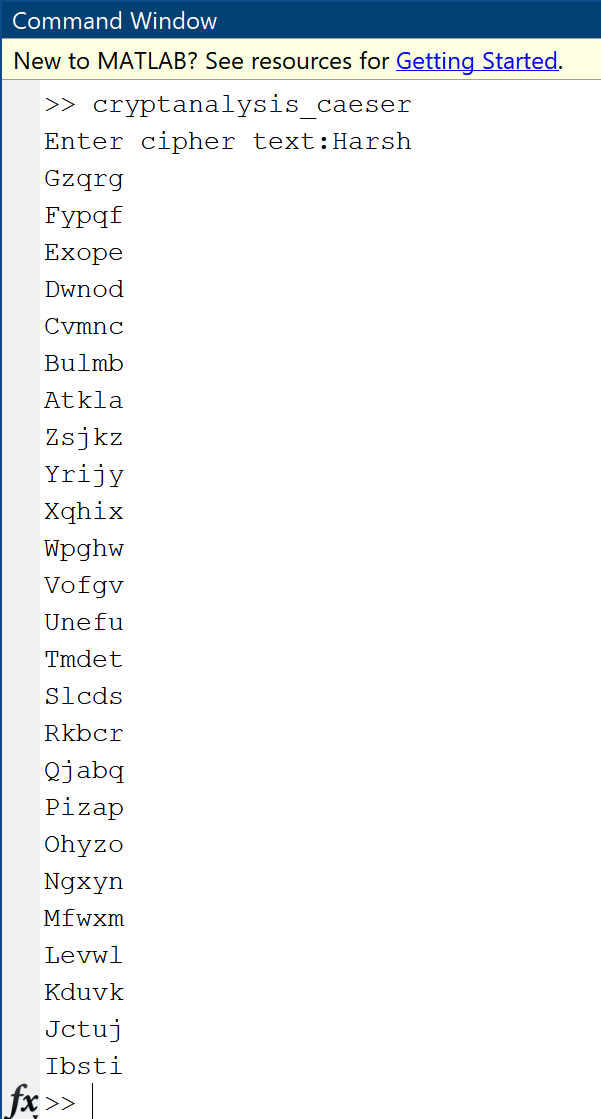 Command Window
New to MATLAB? See resources for Getting Started.
>> cryptanalysis_caeser
Enter cipher text:Harsh
Gzqrg
Fypqf
Exope
Dwnod
Cvmnc
Bulmb
Atkla
Zsjkz
Yrijy
Xqhix
Wpghw
Vofgv
Unefu
Tmdet
Slcds
Rkbcr
Qjabq
Pizap
Ohyzo
Ngxyn
Mfwxm
Levwl
Kduvk
Jctuj
Ibsti
fx >>